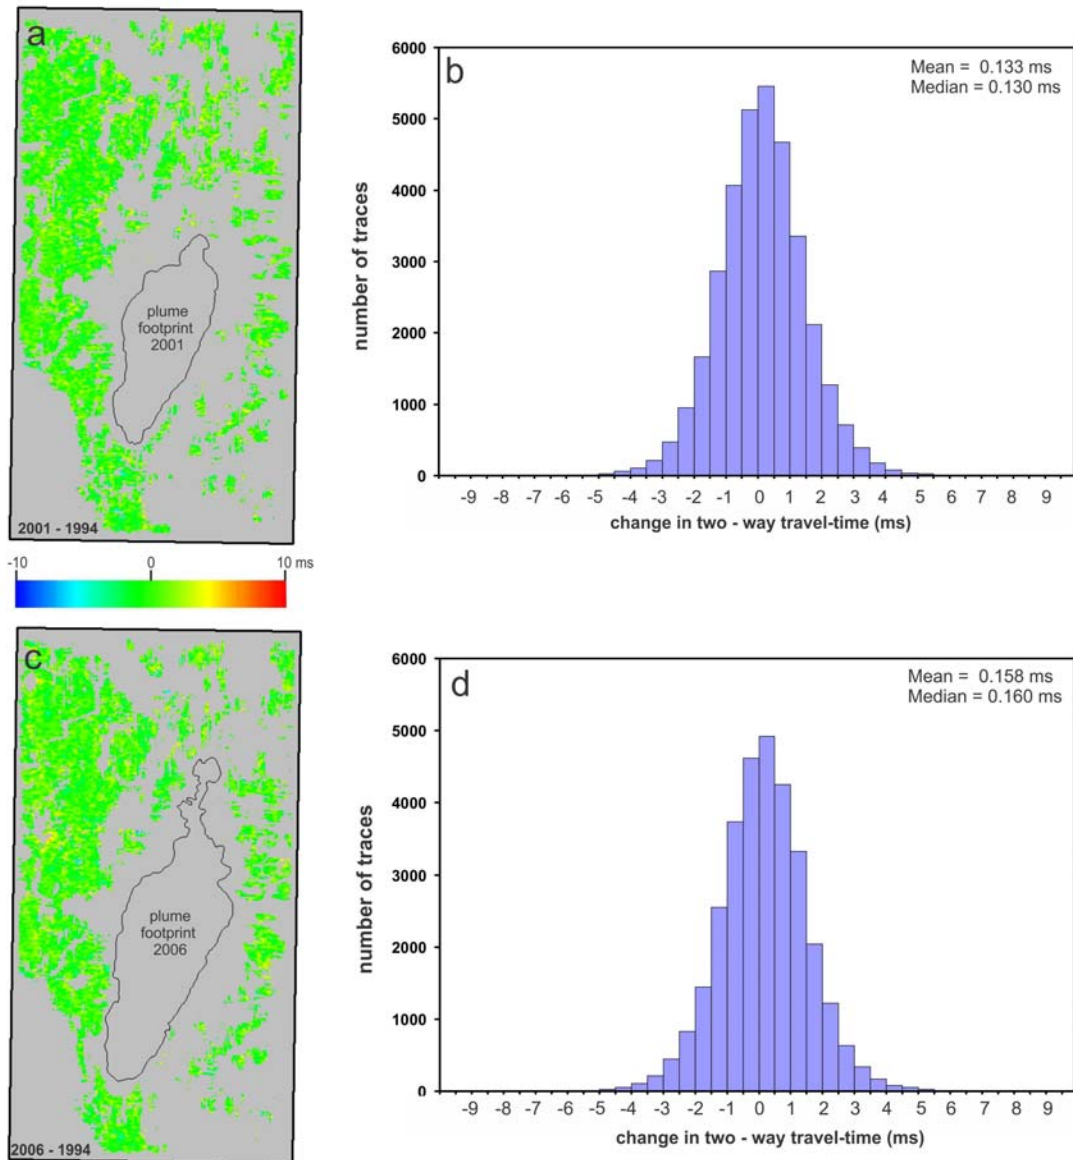 a
plume
footprint
2001
2001 - 1994
-10 0 10 ms
b
Mean = 0.133 ms
Median = 0.130 ms
6000
5000
4000
3000
2000
1000
0
number of traces
-9 -8 -7 -6 -5 -4 -3 -2 -1 0 1 2 3 4 5 6 7 8 9
change in two - way travel-time (ms)
c
plume
footprint
2006
2006 - 1994
d
Mean = 0.158 ms
Median = 0.160 ms
6000
5000
4000
3000
2000
1000
0
number of traces
-9 -8 -7 -6 -5 -4 -3 -2 -1 0 1 2 3 4 5 6 7 8 9
change in two - way travel-time (ms)